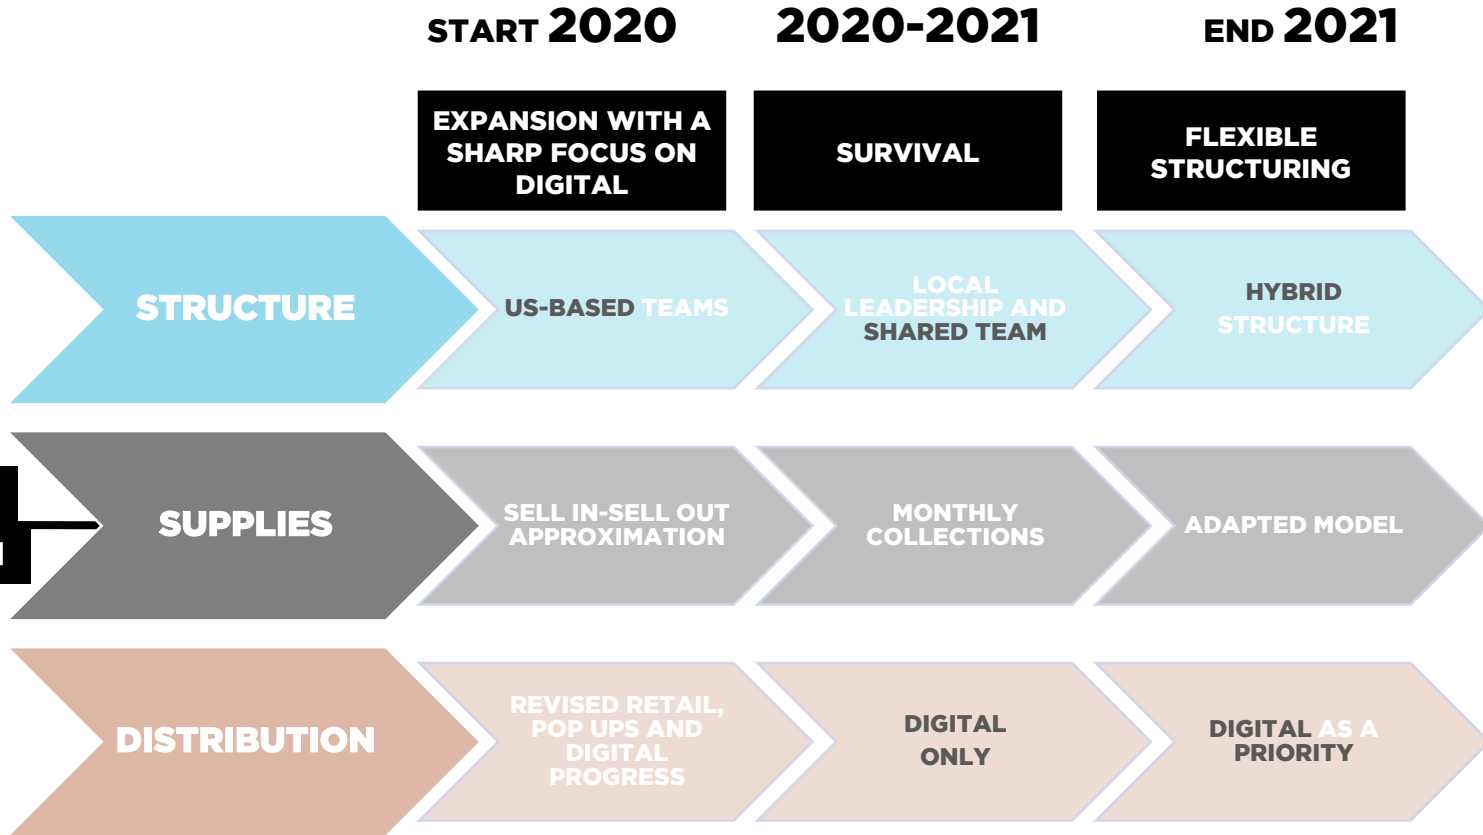 START 2020
2020-2021
END 2021
EXPANSION WITH A
SHARP FOCUS ON
DIGITAL
SURVIVAL
FLEXIBLE
STRUCTURING
STRUCTURE
US-BASED TEAMS
LOCAL
LEADERSHIP AND
SHARED TEAM
HYBRID
STRUCTURE
SUPPLIES
SELL IN-SELL OUT
APPROXIMATION
MONTHLY
COLLECTIONS
ADAPTED MODEL
DISTRIBUTION
REVISED RETAIL,
POP UPS AND
DIGITAL
PROGRESS
DIGITAL
ONLY
DIGITAL AS A
PRIORITY